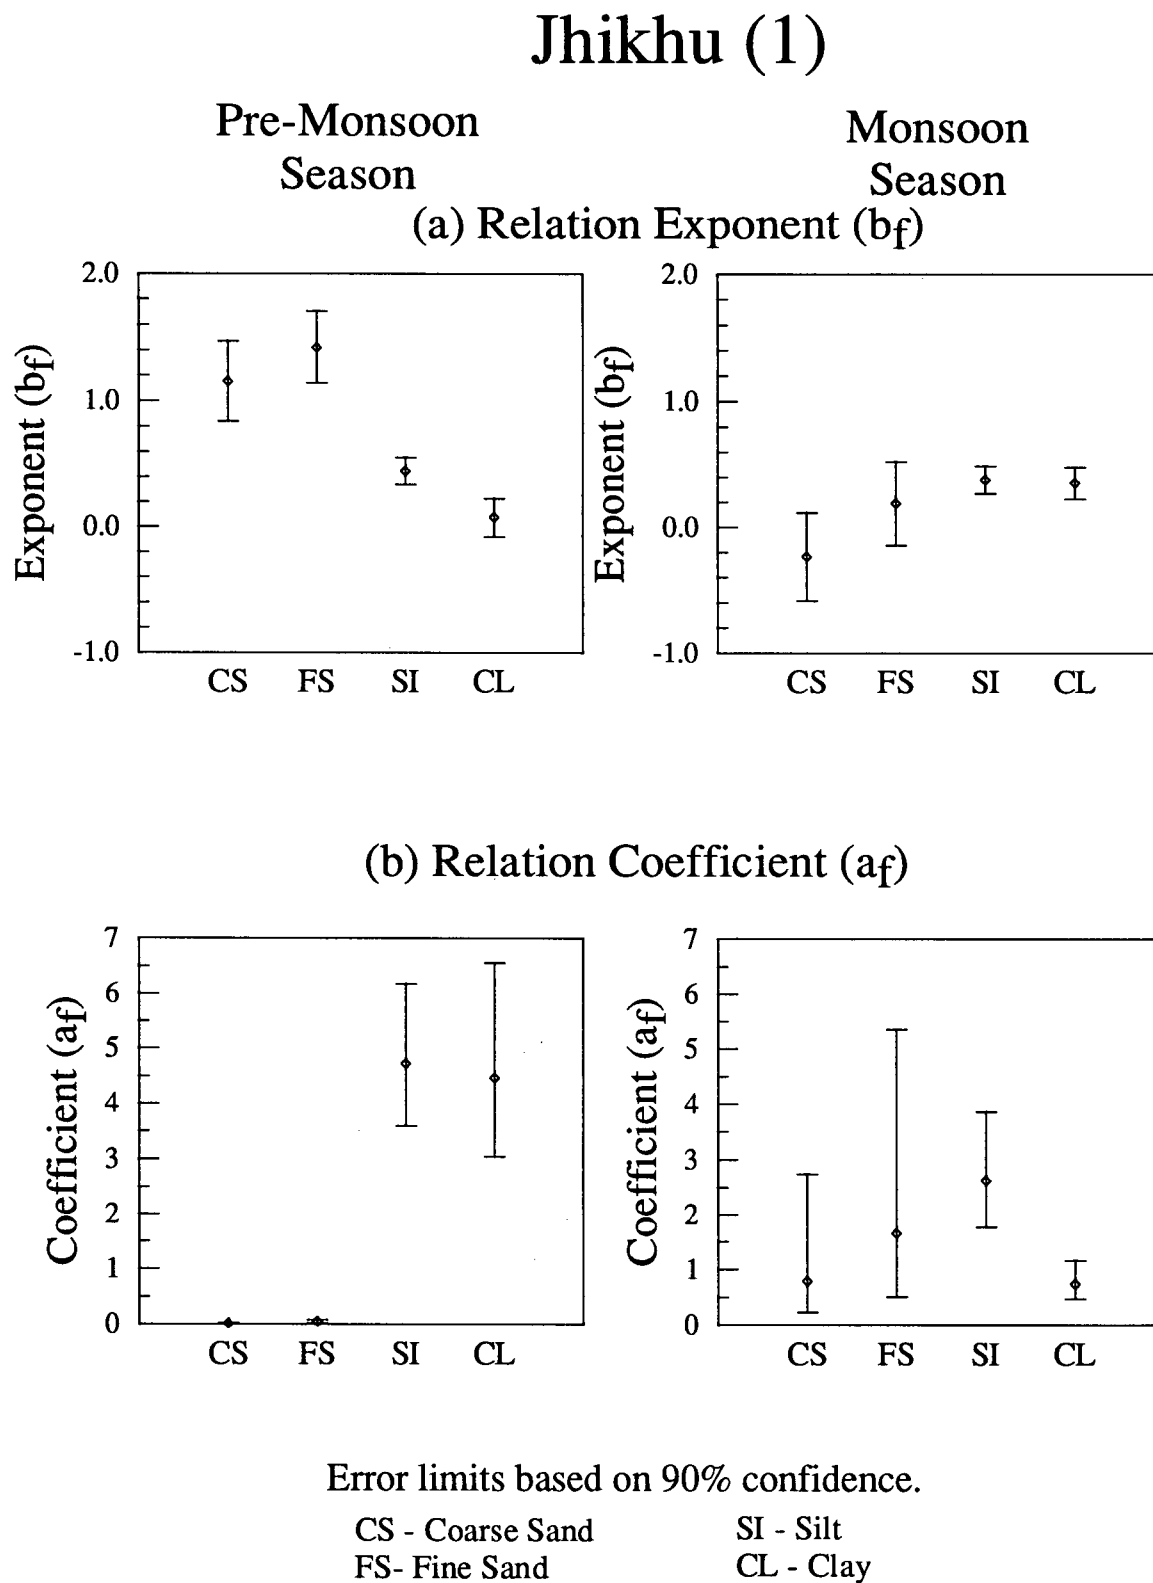 Jhikhu (1)
Pre-Monsoon
Season
Monsoon
Season
(a) Relation Exponent (bf)
Exponent (bf)
2.0
1.0
0.0
-1.0
CS FS SI CL
Exponent (bf)
2.0
1.0
0.0
-1.0
CS FS SI CL
(b) Relation Coefficient (af)
Coefficient (af)
7
6
5
4
3
2
1
0
CS FS SI CL
Coefficient (af)
7
6
5
4
3
2
1
0
CS FS SI CL
Error limits based on 90% confidence.
CS - Coarse Sand
SI - Silt
FS- Fine Sand
CL - Clay